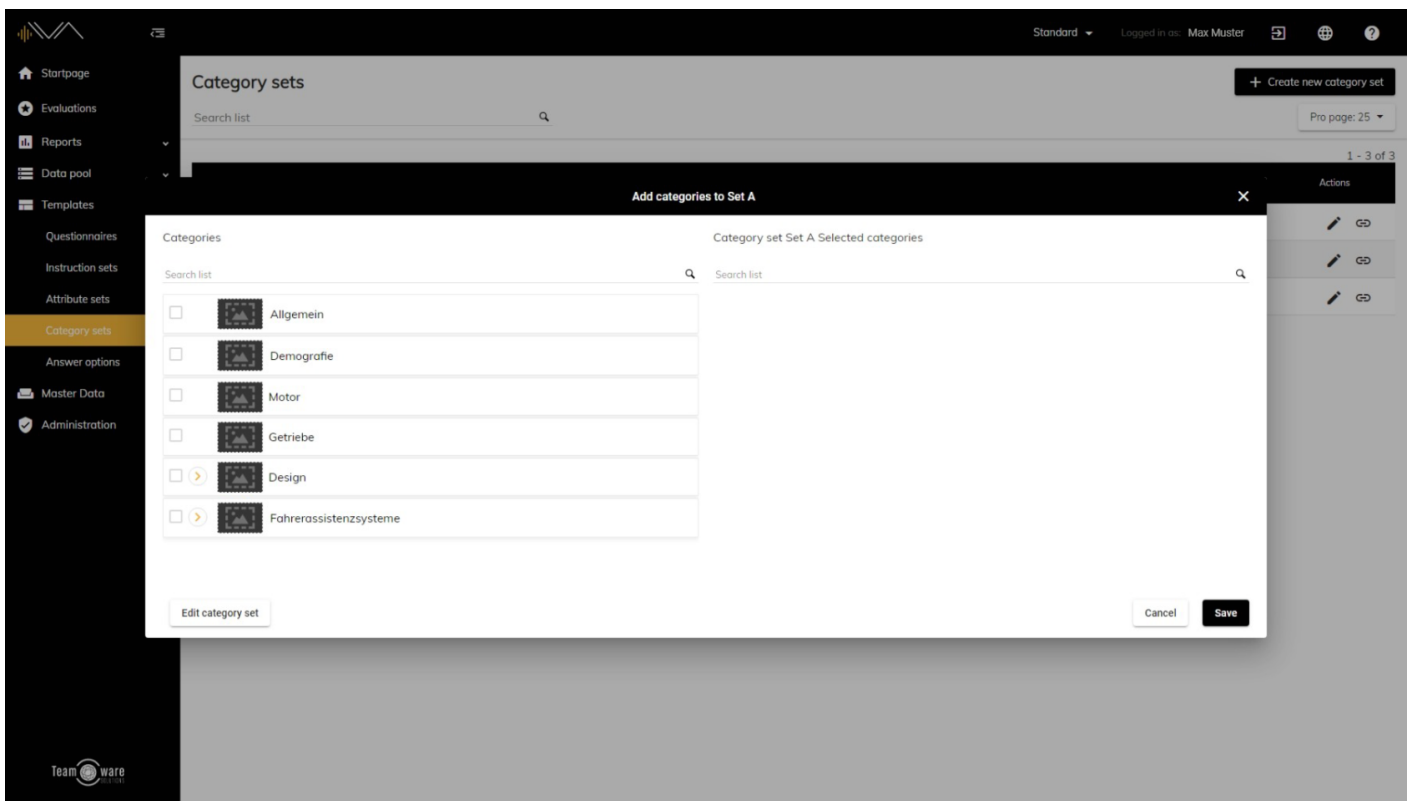 Standard
Logged in as: Max Muster
Startpage
Evaluations
Reports
Data pool
Templates
Questionnaires
Instruction sets
Attribute sets
Category sets
Answer options
Master Data
Administration
Team ware
Category sets
+ Create new category set
Search list
Pro page: 25
1 - 3 of 3
Actions
Add categories to Set A
Categories
Search list
Allgemein
Demografie
Motor
Getriebe
Design
Fahrerassistenzsysteme
Category set Set A Selected categories
Search list
Edit category set
Cancel
Save